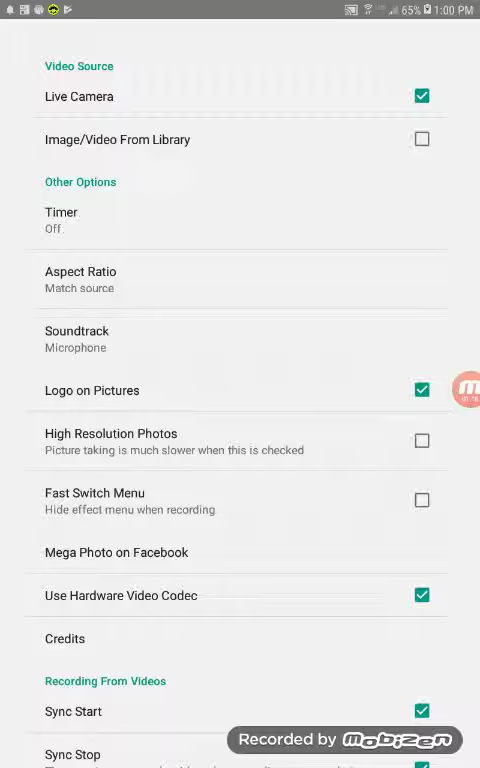 65% 1:00 PM
Video Source
Live Camera
Image/Video From Library
Other Options
Timer
Off
Aspect Ratio
Match source
Soundtrack
Microphone
Logo on Pictures
High Resolution Photos
Picture taking is much slower when this is checked
Fast Switch Menu
Hide effect menu when recording
Mega Photo on Facebook
Use Hardware Video Codec
Credits
Recording From Videos
Sync Start
Recorded by Mobizen
Sync Stop